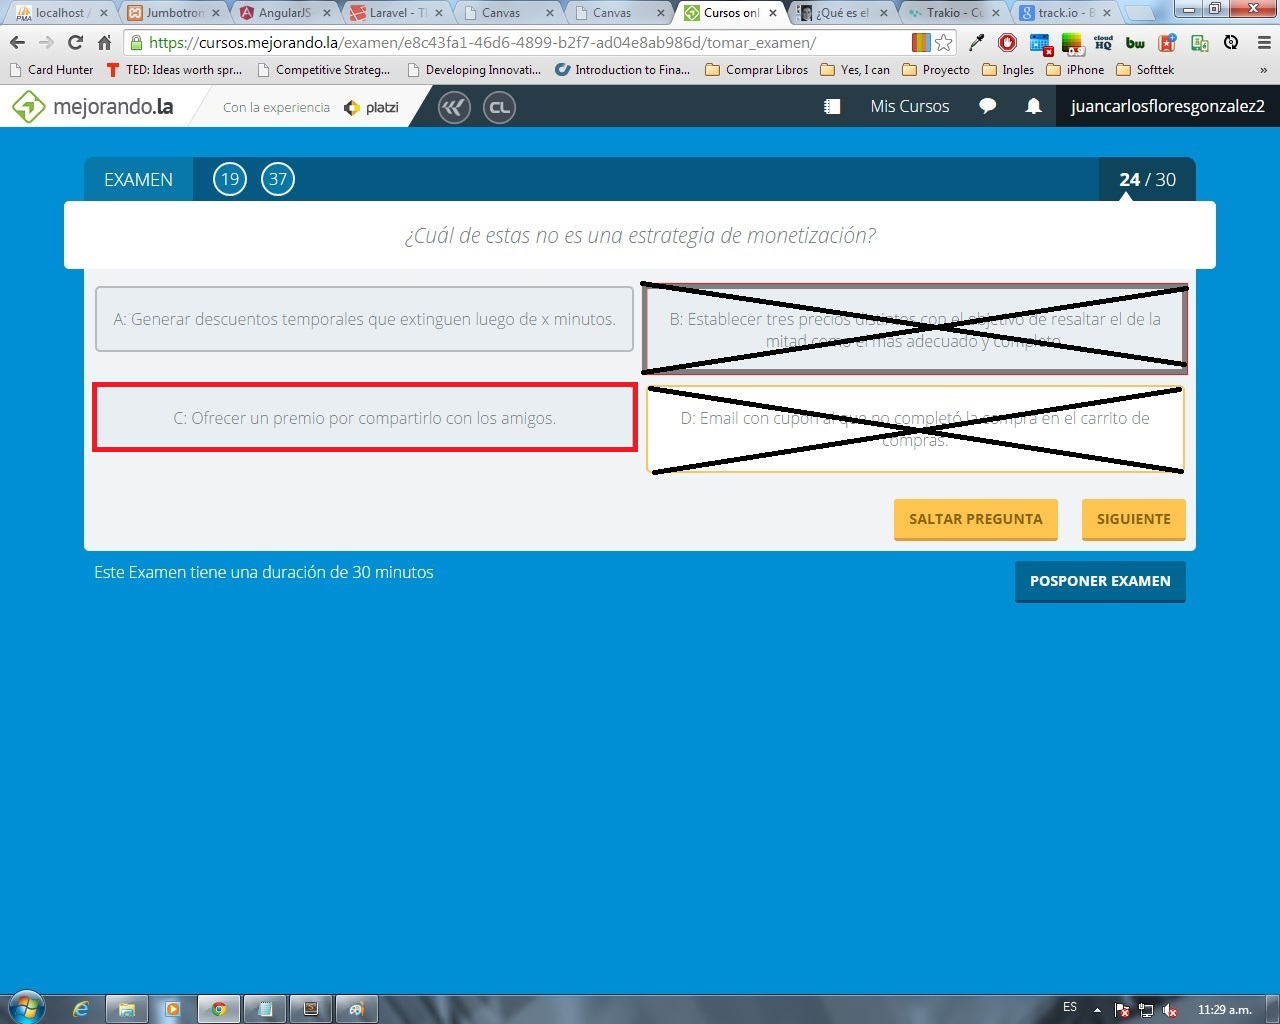 localhost /
Jumbotron
AngularJS
Laravel - Tl
Canvas
Canvas
Cursos onl
¿Qué es el
Trakio - Cu
track.io - B
https://cursos.mejorando.la/examen/e8c43fa1-46d6-4899-b2f7-ad04e8ab986d/tomar_examen/
Card Hunter
TED: Ideas worth spr...
Competitive Strateg...
Developing Innovati...
Introduction to Fina...
Comprar Libros
Yes, I can
Proyecto
Ingles
iPhone
Softtek
»
mejorando.la
Con la experiencia
platzi
CL
Mis Cursos
juancarlosfloresgonzalez2
EXAMEN
19
37
24 / 30
¿Cuál de estas no es una estrategia de monetización?
A: Generar descuentos temporales que extinguen luego de x minutos.
B: Establecer tres precios distintos con el objetivo de resaltar el de la
mitad como el más adecuado y completo.
C: Ofrecer un premio por compartirlo con los amigos.
D: Email con cupón al que no completó la compra en el carrito de
compras.
SALTAR PREGUNTA
SIGUIENTE
Este Examen tiene una duración de 30 minutos
POSPONER EXAMEN
ES
11:29 a.m.